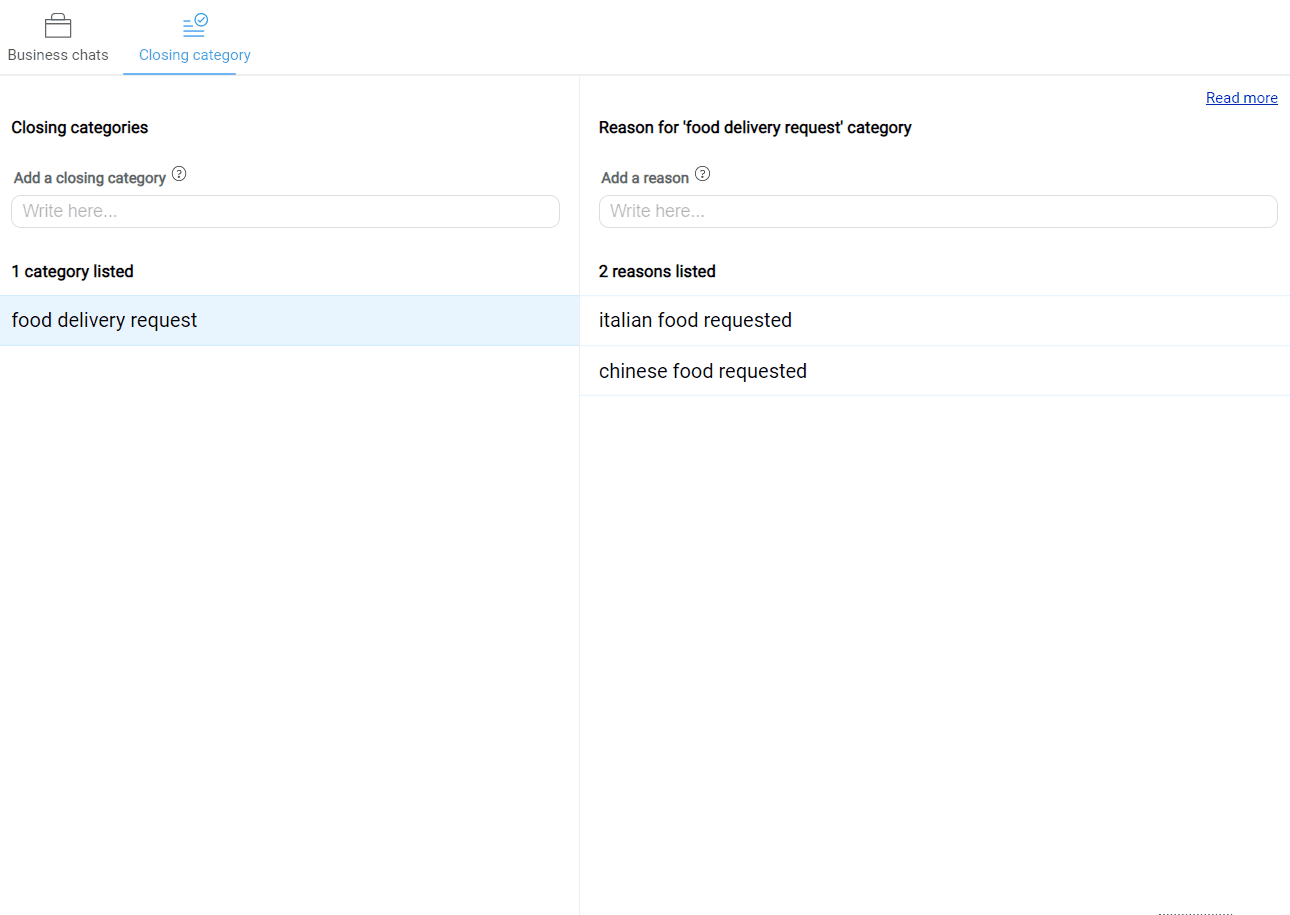 Business chats
Closing category
Read more
Closing categories
Reason for 'food delivery request' category
Add a closing category ?
Add a reason ?
Write here...
Write here...
1 category listed
2 reasons listed
food delivery request
italian food requested
chinese food requested